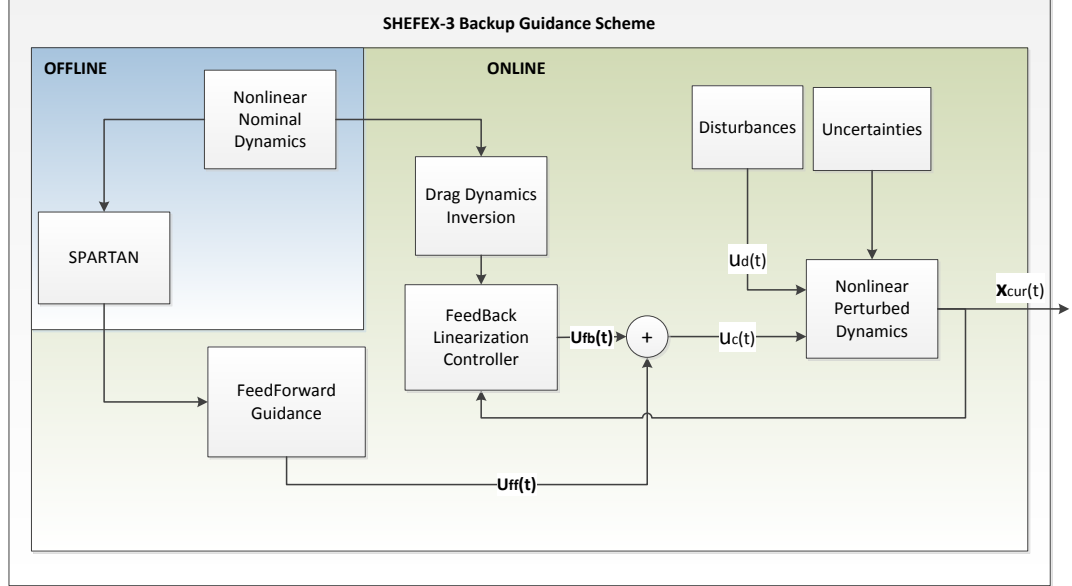 SHEFEX-3 Backup Guidance Scheme
OFFLINE
ONLINE
Nonlinear
Nominal
Dynamics
Disturbances
Uncertainties
Drag Dynamics
Inversion
SPARTAN
ud(t)
Nonlinear
Perturbed
Dynamics
xcur(t)
FeedBack
Linearization
Controller
Ufb(t)
+
uc(t)
FeedForward
Guidance
Uff(t)